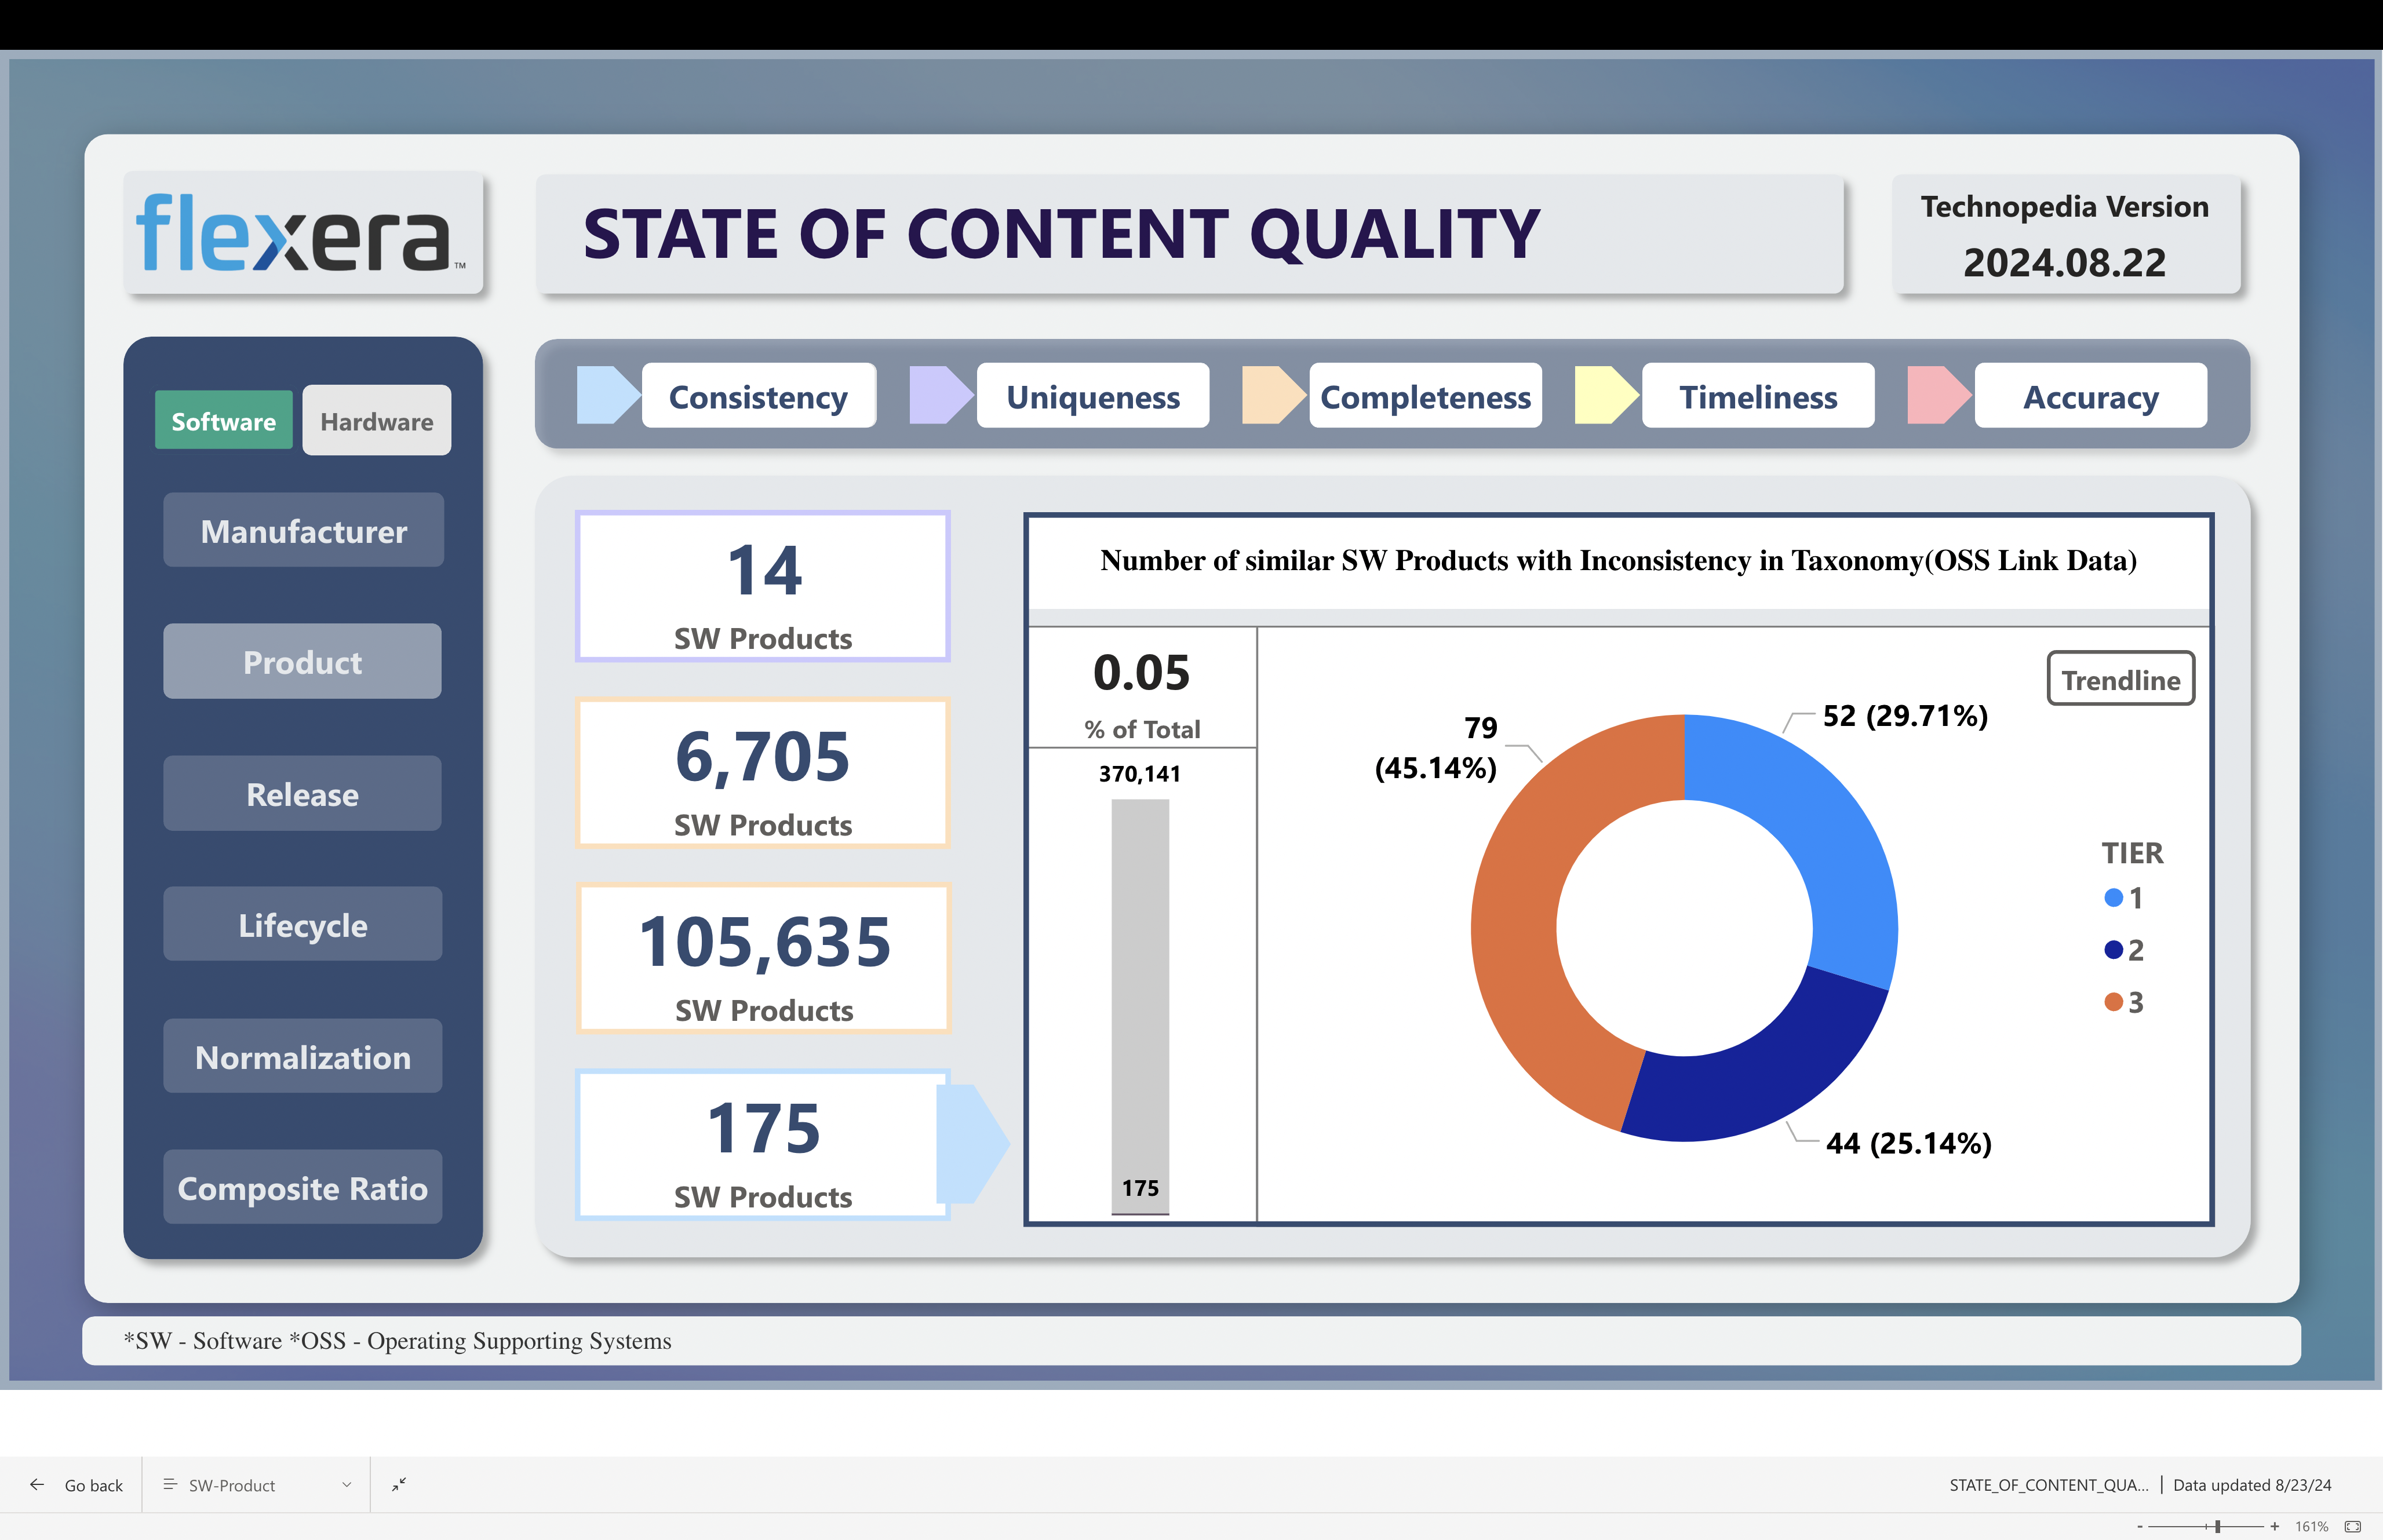 flexera™
STATE OF CONTENT QUALITY
Technopedia Version
2024.08.22
Software
Hardware
Manufacturer
Product
Release
Lifecycle
Normalization
Composite Ratio
Consistency
Uniqueness
Completeness
Timeliness
Accuracy
14
SW Products
6,705
SW Products
105,635
SW Products
175
SW Products
Number of similar SW Products with Inconsistency in Taxonomy(OSS Link Data)
0.05
% of Total
370,141
175
Trendline
52 (29.71%)
79
(45.14%)
44 (25.14%)
TIER
1
2
3
*SW - Software *OSS - Operating Supporting Systems
Go back
SW-Product
STATE_OF_CONTENT_QUA... | Data updated 8/23/24
- + 161%